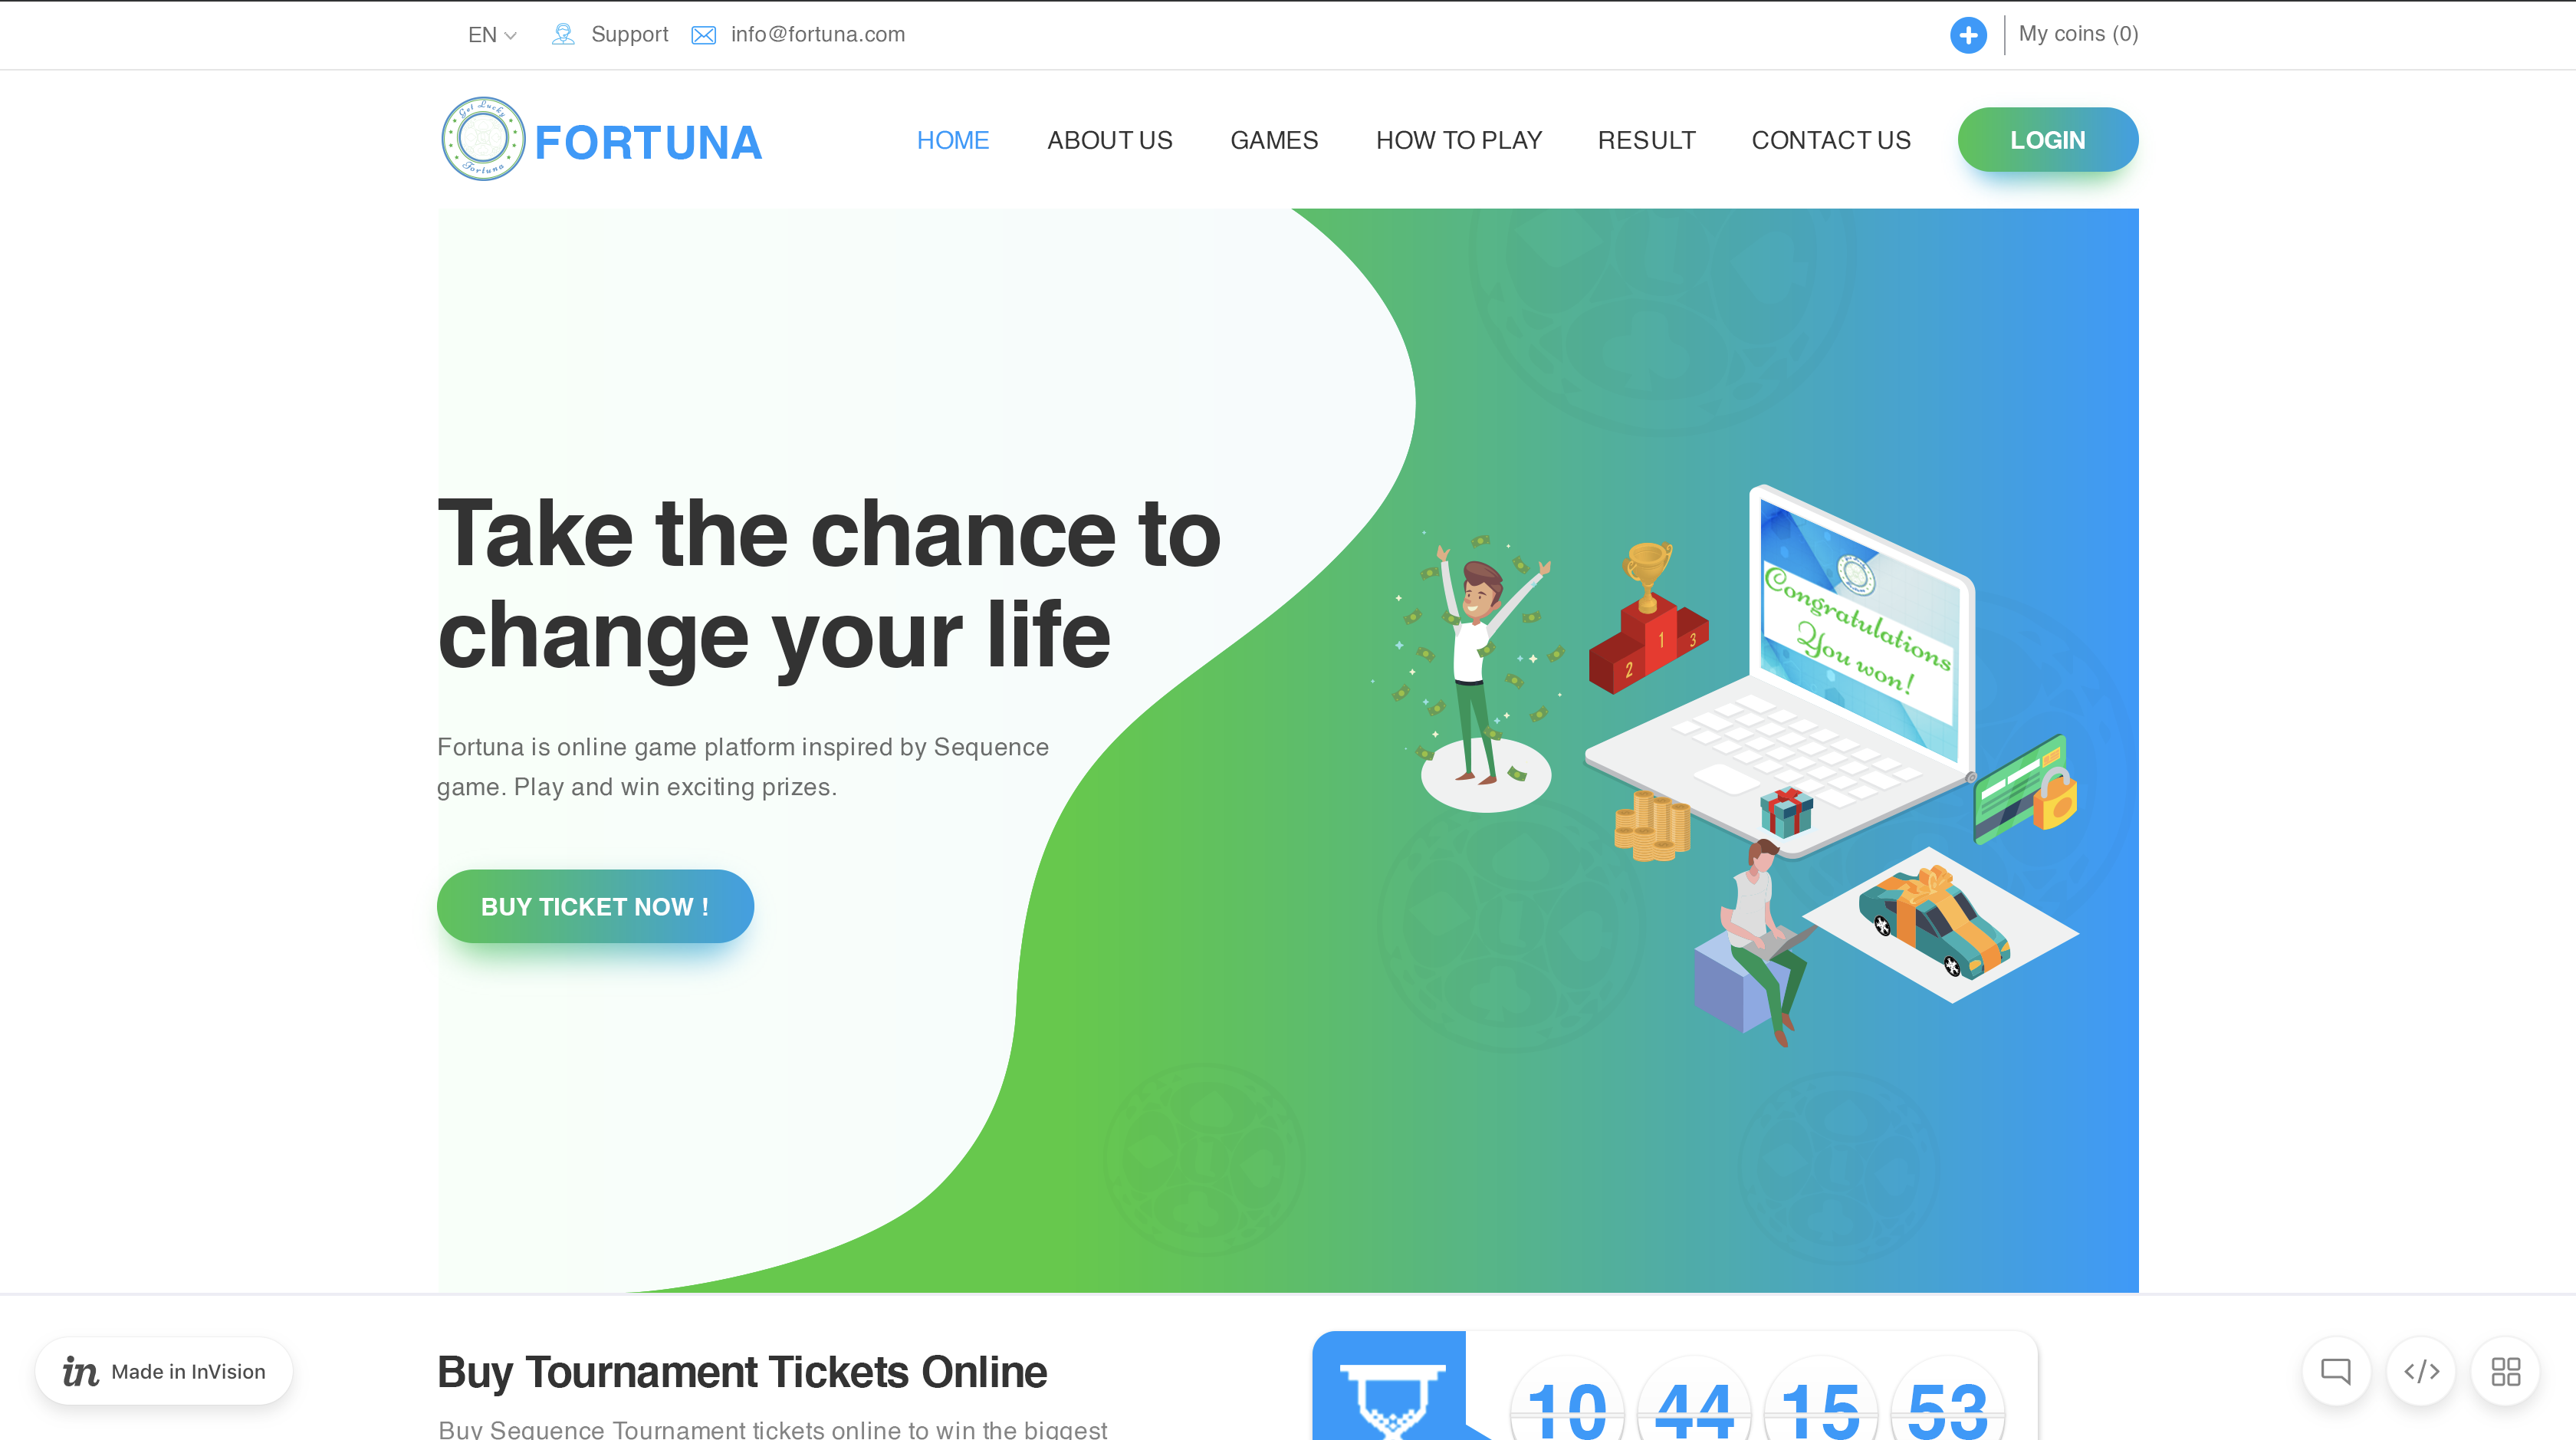 EN
Support
info@fortuna.com
My coins (0)
Get Lucky
Fortuna
FORTUNA
HOME
ABOUT US
GAMES
HOW TO PLAY
RESULT
CONTACT US
LOGIN
Take the chance to
change your life
Fortuna is online game platform inspired by Sequence
game. Play and win exciting prizes.
BUY TICKET NOW !
1
2
3
Congratulations
You won!
in Made in InVision
Buy Tournament Tickets Online
Buy Sequence Tournament tickets online to win the biggest
10 44 15 53